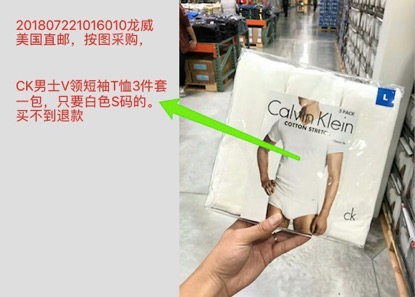 201807221016010龙威
美国直邮，按图采购，
CK男士V领短袖T恤3件套
一包，只要白色S码的。
买不到退款
3 PACK
L
Calvin Klein
COTTON STRETCH
ck